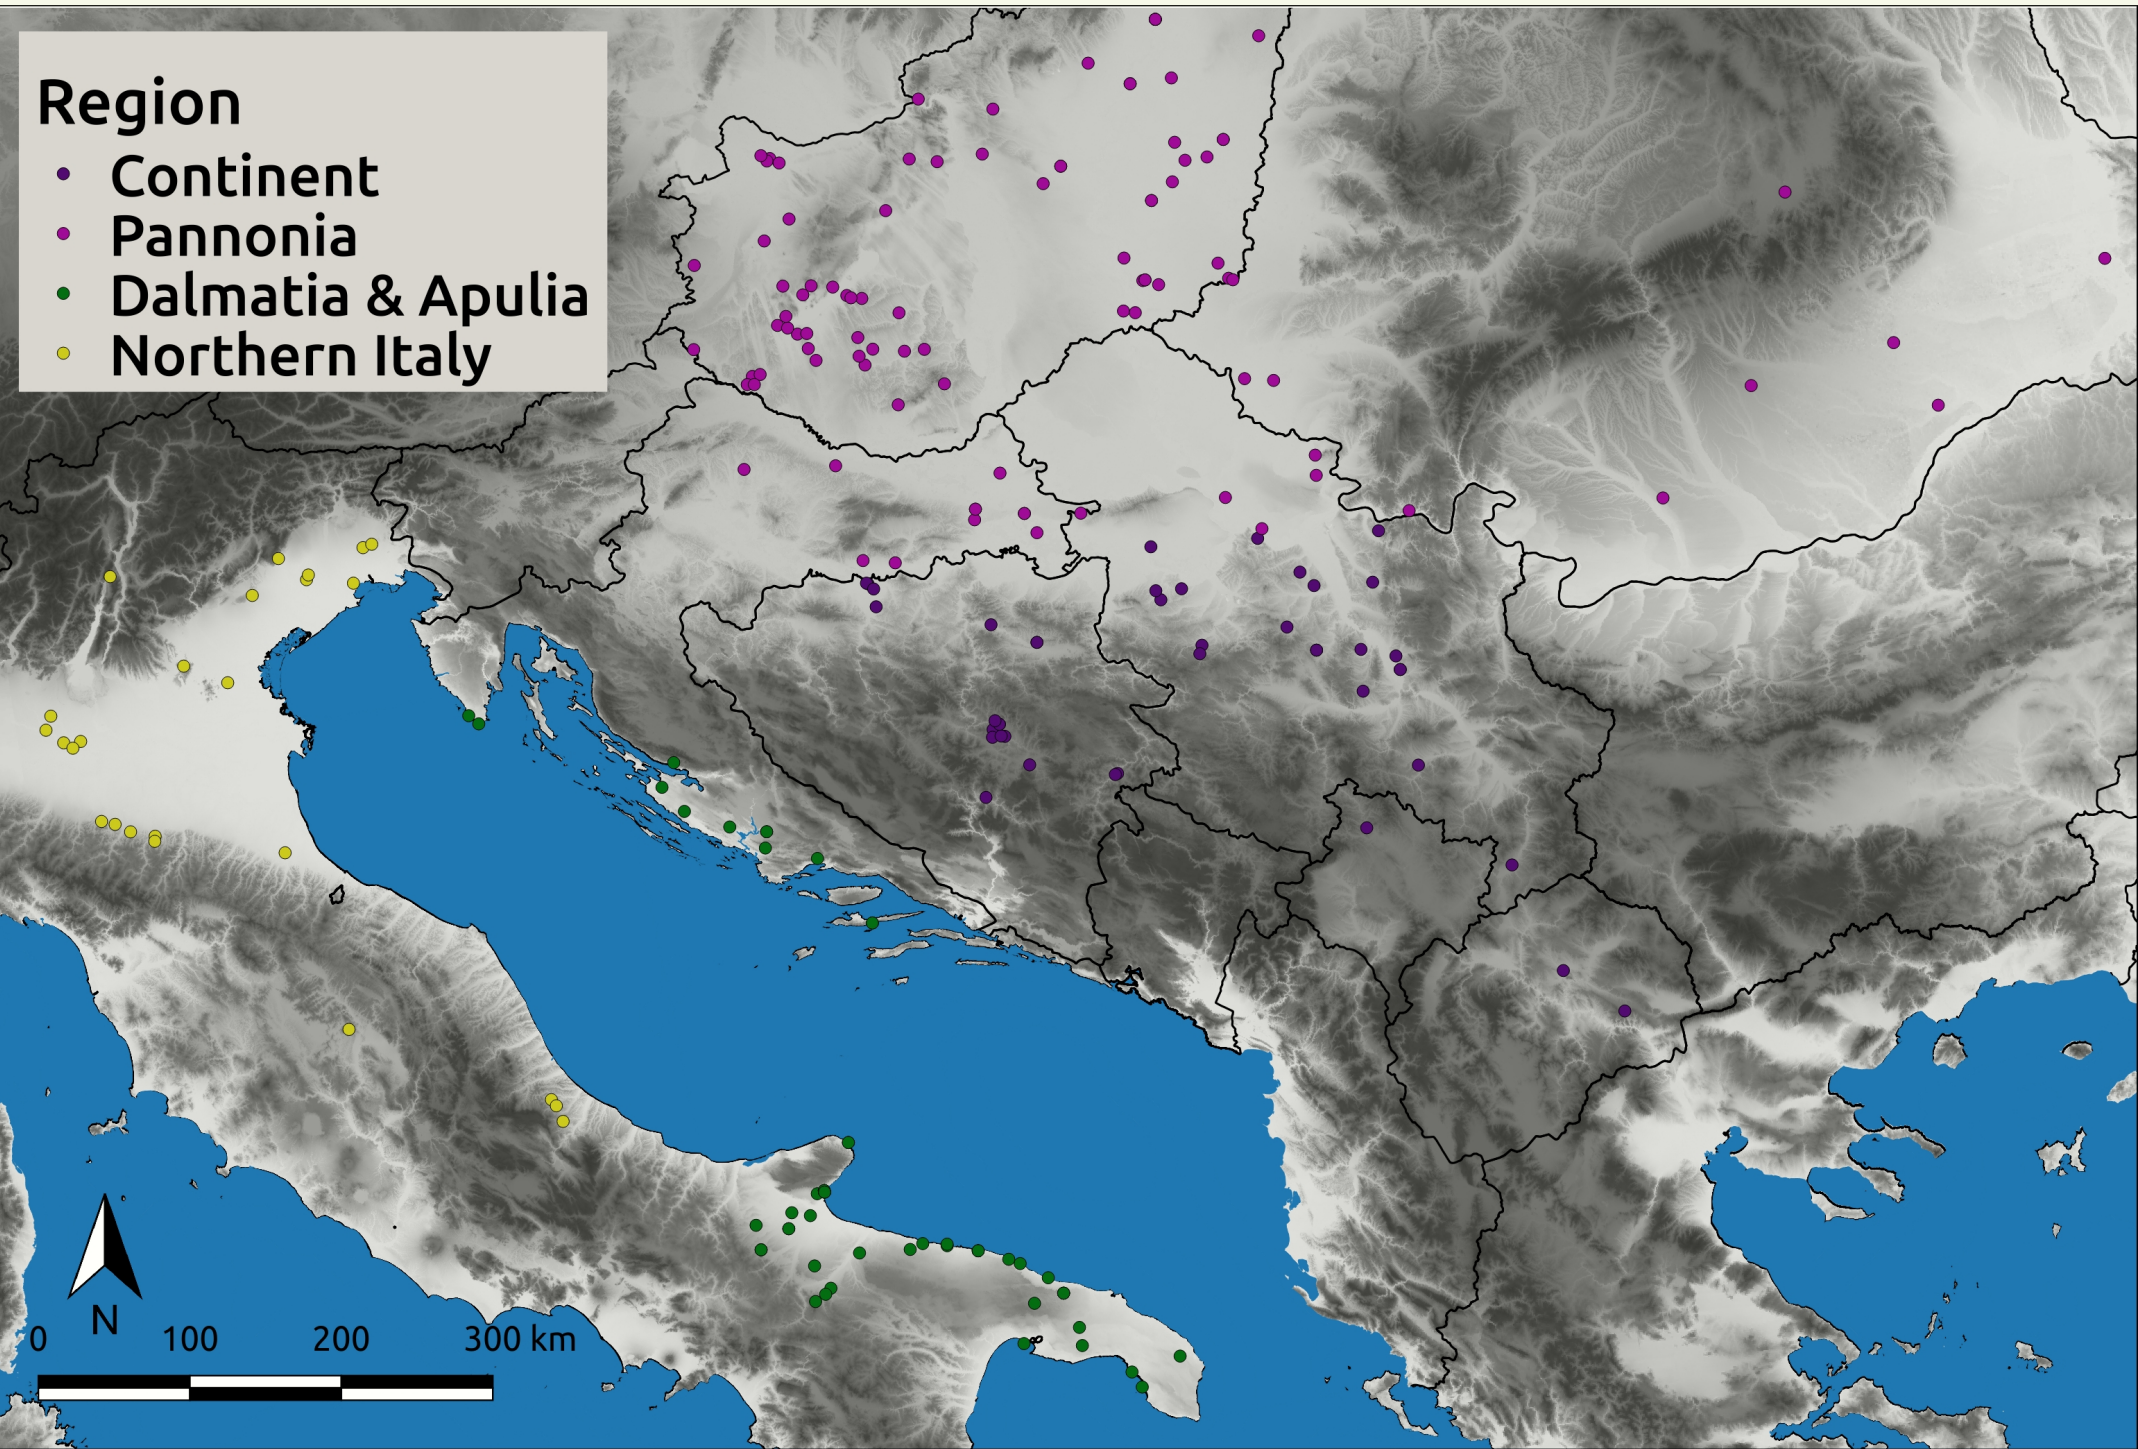 Region
Continent
Pannonia
Dalmatia & Apulia
Northern Italy
N
0 100 200 300 km